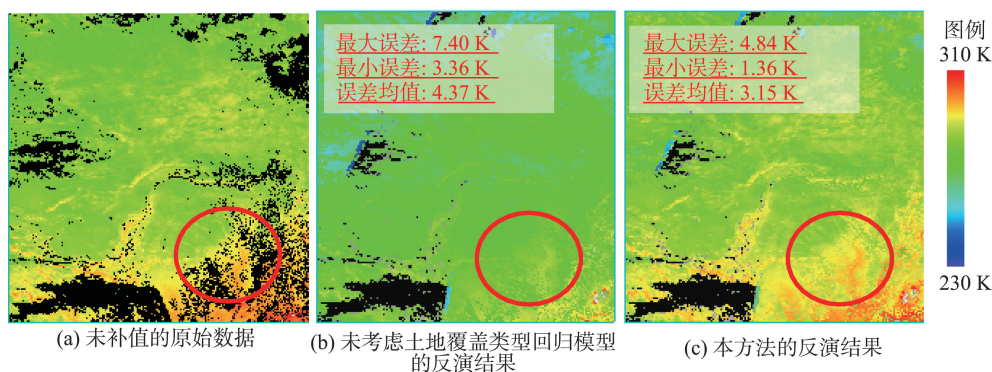 最大误差: 7.40 K
最小误差: 3.36 K
误差均值: 4.37 K
最大误差: 4.84 K
最小误差: 1.36 K
误差均值: 3.15 K
图例
310 K
230 K
(a) 未补值的原始数据
(b) 未考虑土地覆盖类型回归模型
的反演结果
(c) 本方法的反演结果